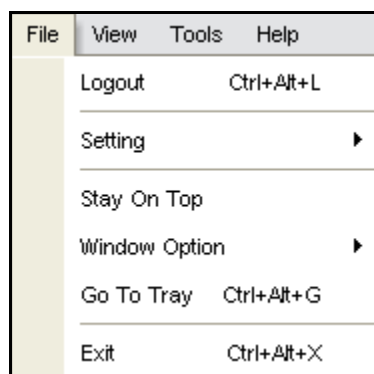 File View Tools Help
Logout Ctrl+Alt+L
Setting
Stay On Top
Window Option
Go To Tray Ctrl+Alt+G
Exit Ctrl+Alt+X